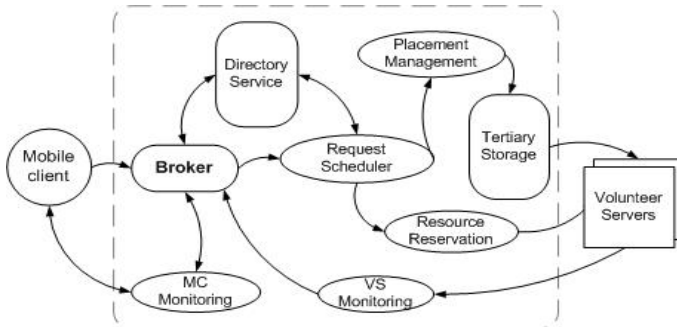 Placement
Management
Directory
Service
Tertiary
Storage
Mobile
client
Broker
Request
Scheduler
Volunteer
Servers
Resource
Reservation
MC
Monitoring
VS
Monitoring